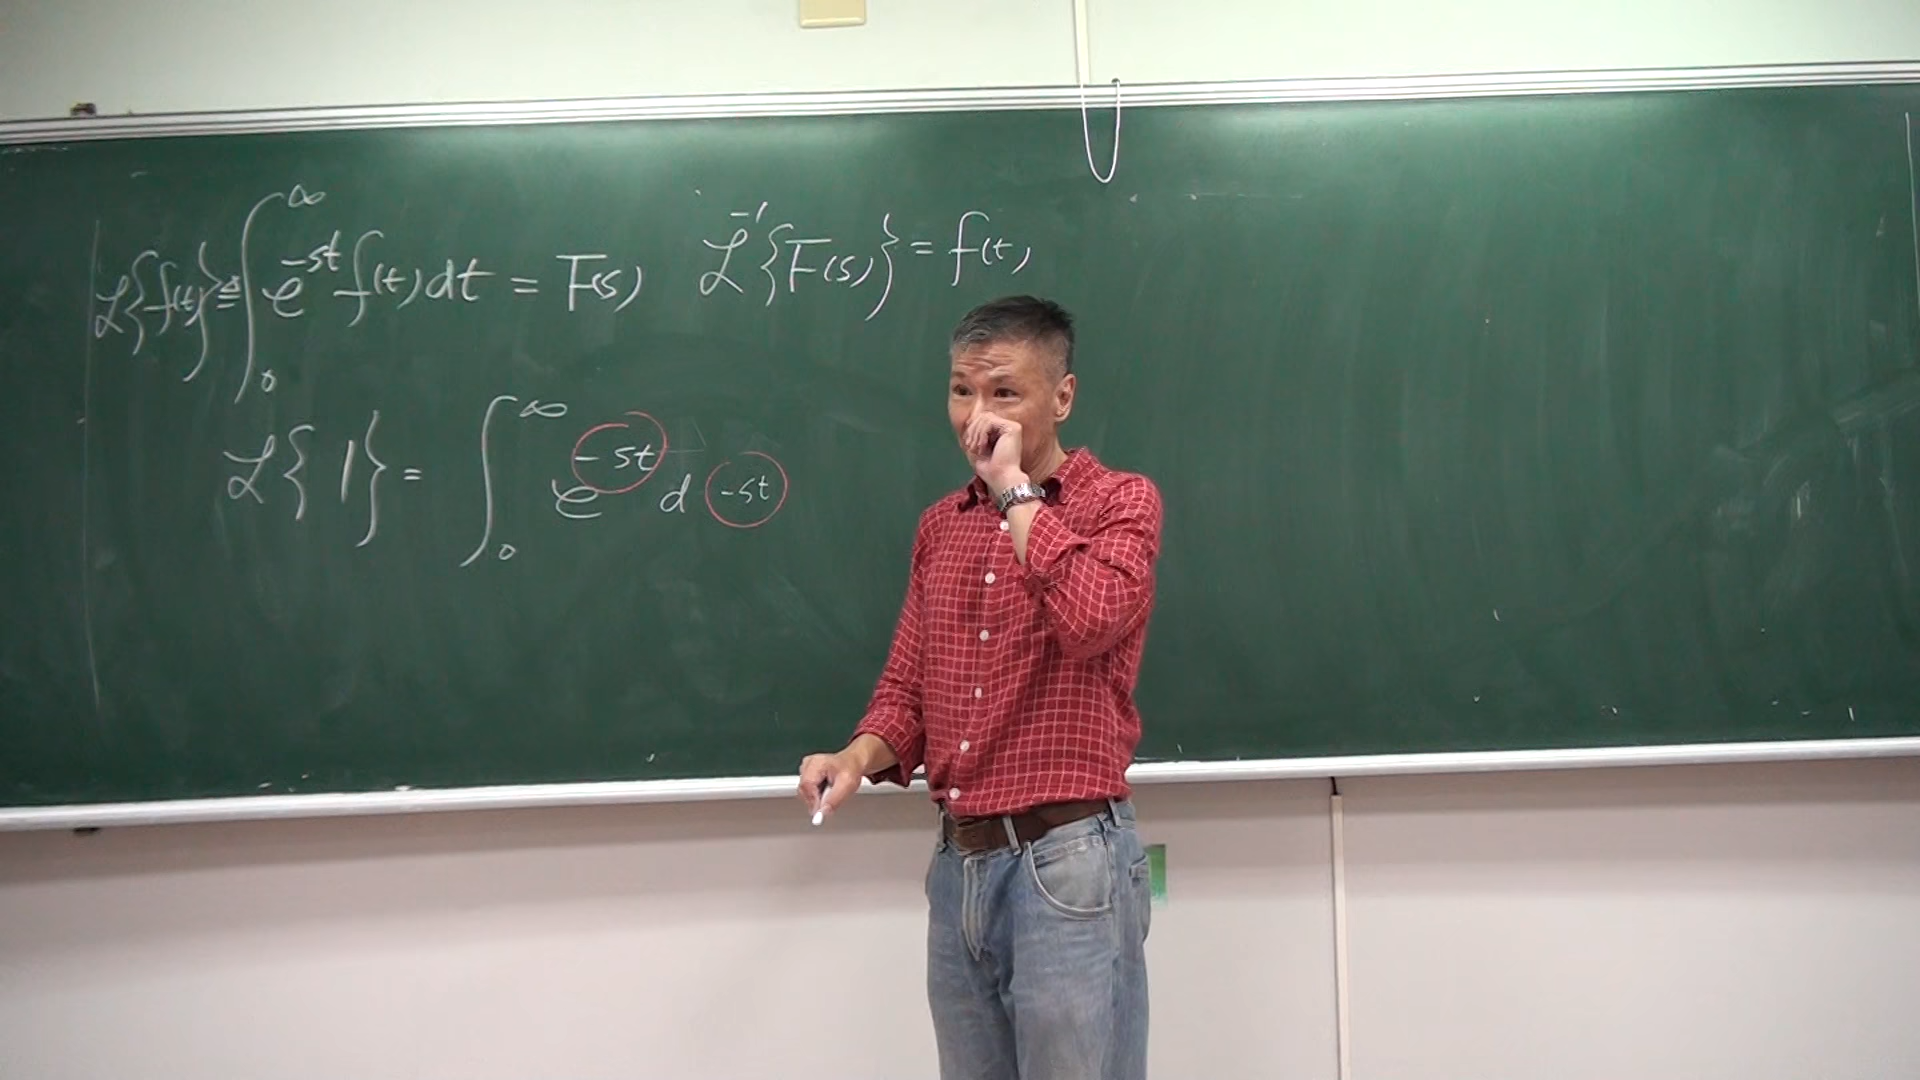 ℒ{f(t)} ≜ ∫₀^∞ e^{-st} f(t) dt = F(s)   ℒ^{-1}{F(s)} = f(t)
ℒ{1} = ∫₀^∞ e^{-st} d -st